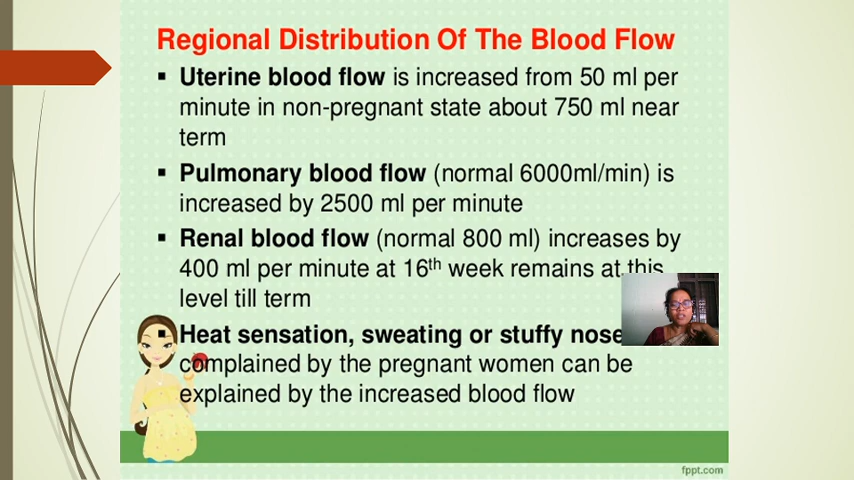 Regional Distribution Of The Blood Flow
▪ Uterine blood flow is increased from 50 ml per
minute in non-pregnant state about 750 ml near
term
▪ Pulmonary blood flow (normal 6000ml/min) is
increased by 2500 ml per minute
▪ Renal blood flow (normal 800 ml) increases by
400 ml per minute at 16th week remains at this
level till term
▪ Heat sensation, sweating or stuffy nose
complained by the pregnant women can be
explained by the increased blood flow
fppt.com